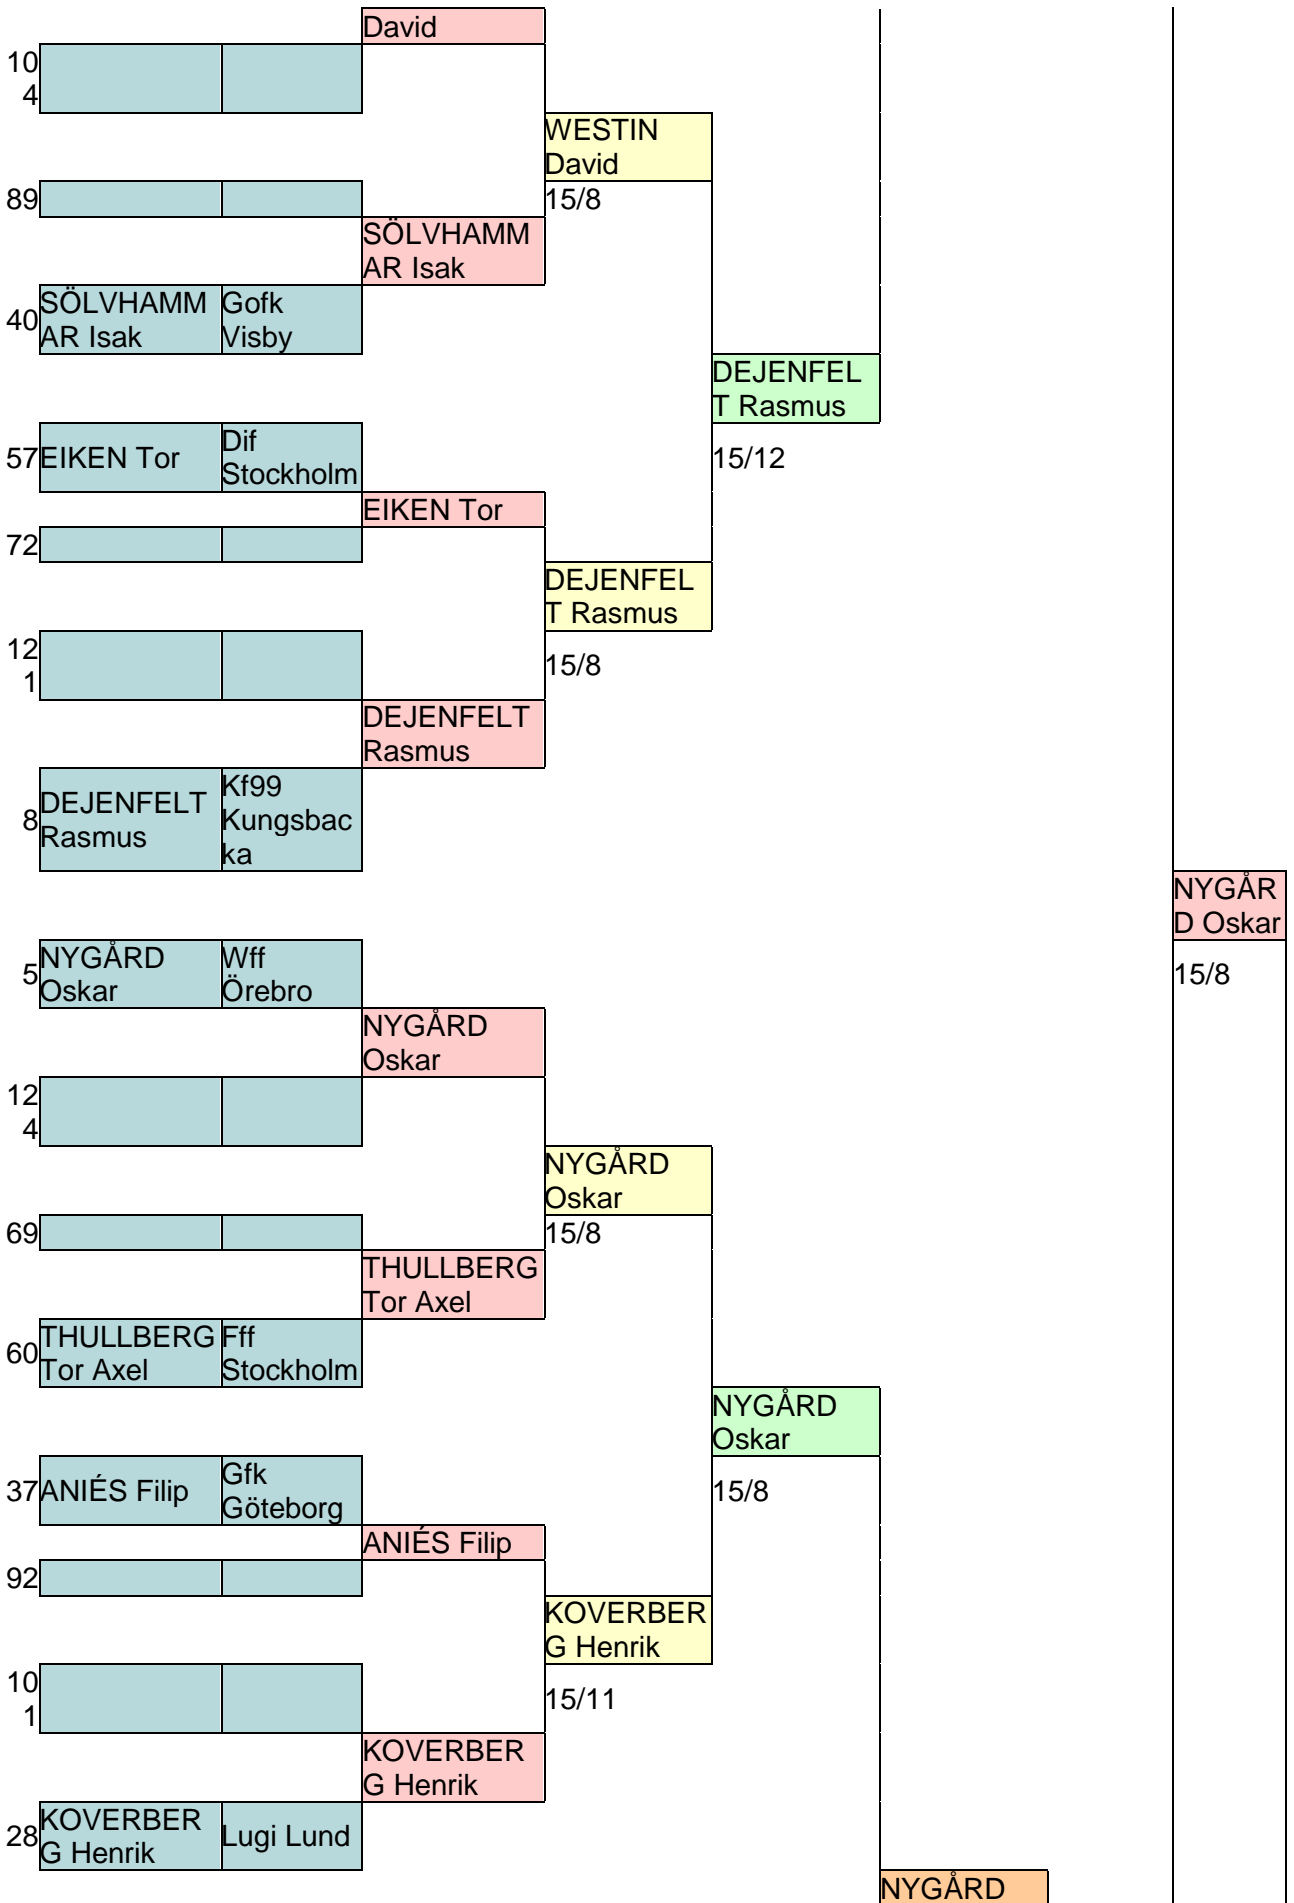 David
10
4
WESTIN
David
89
15/8
SÖLVHAMM
AR Isak
40
SÖLVHAMM
AR Isak
Gofk
Visby
DEJENFEL
T Rasmus
57
EIKEN Tor
Dif
Stockholm
15/12
EIKEN Tor
72
DEJENFEL
T Rasmus
12
1
15/8
DEJENFELT
Rasmus
8
DEJENFELT
Rasmus
Kf99
Kungsbac
ka
NYGÅR
D Oskar
5
NYGÅRD
Oskar
Wff
Örebro
15/8
NYGÅRD
Oskar
12
4
NYGÅRD
Oskar
69
15/8
THULLBERG
Tor Axel
60
THULLBERG
Tor Axel
Fff
Stockholm
NYGÅRD
Oskar
37
ANIÉS Filip
Gfk
Göteborg
15/8
ANIÉS Filip
92
KOVERBER
G Henrik
10
1
15/11
KOVERBER
G Henrik
28
KOVERBER
G Henrik
Lugi Lund
NYGÅRD